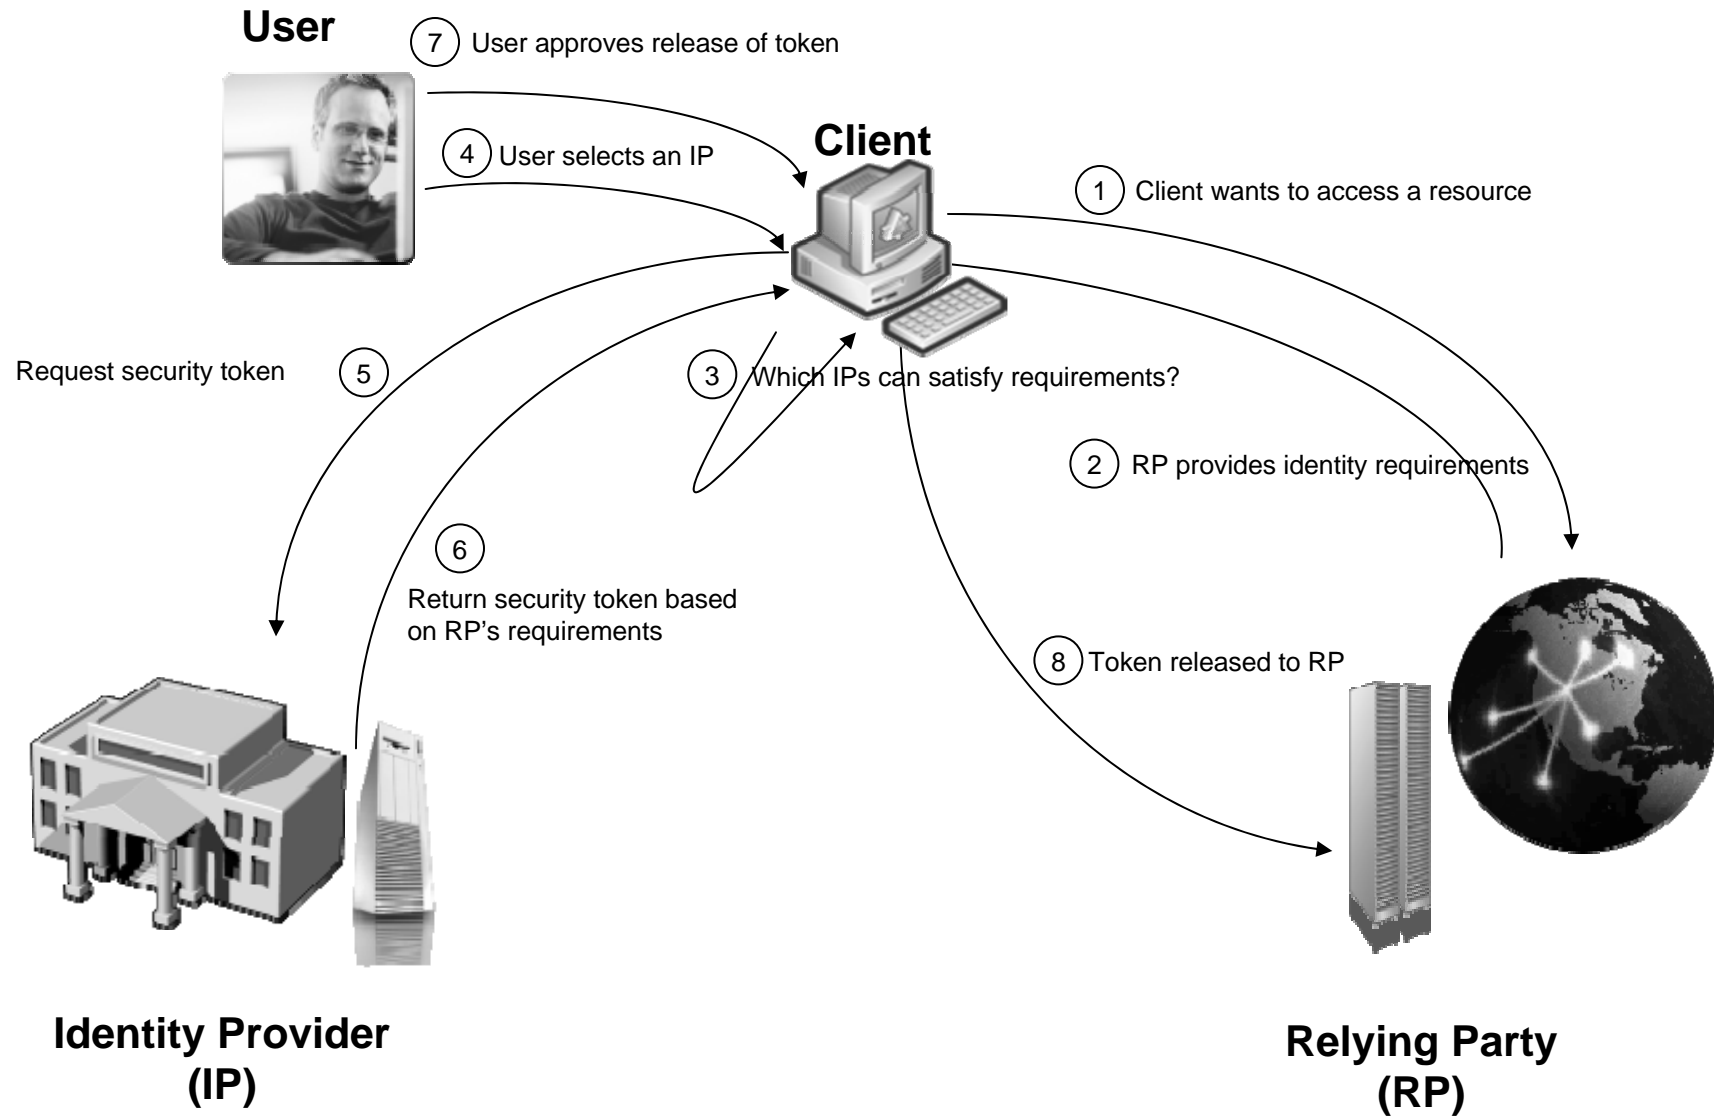 User
7 User approves release of token
Client
4 User selects an IP
1 Client wants to access a resource
Request security token 5
3 Which IPs can satisfy requirements?
2 RP provides identity requirements
6
Return security token based
on RP's requirements
8 Token released to RP
Identity Provider
(IP)
Relying Party
(RP)